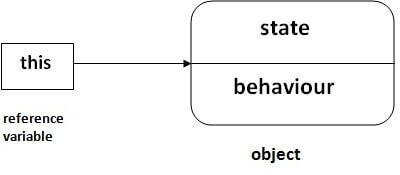 this
reference
variable
state
behaviour
object